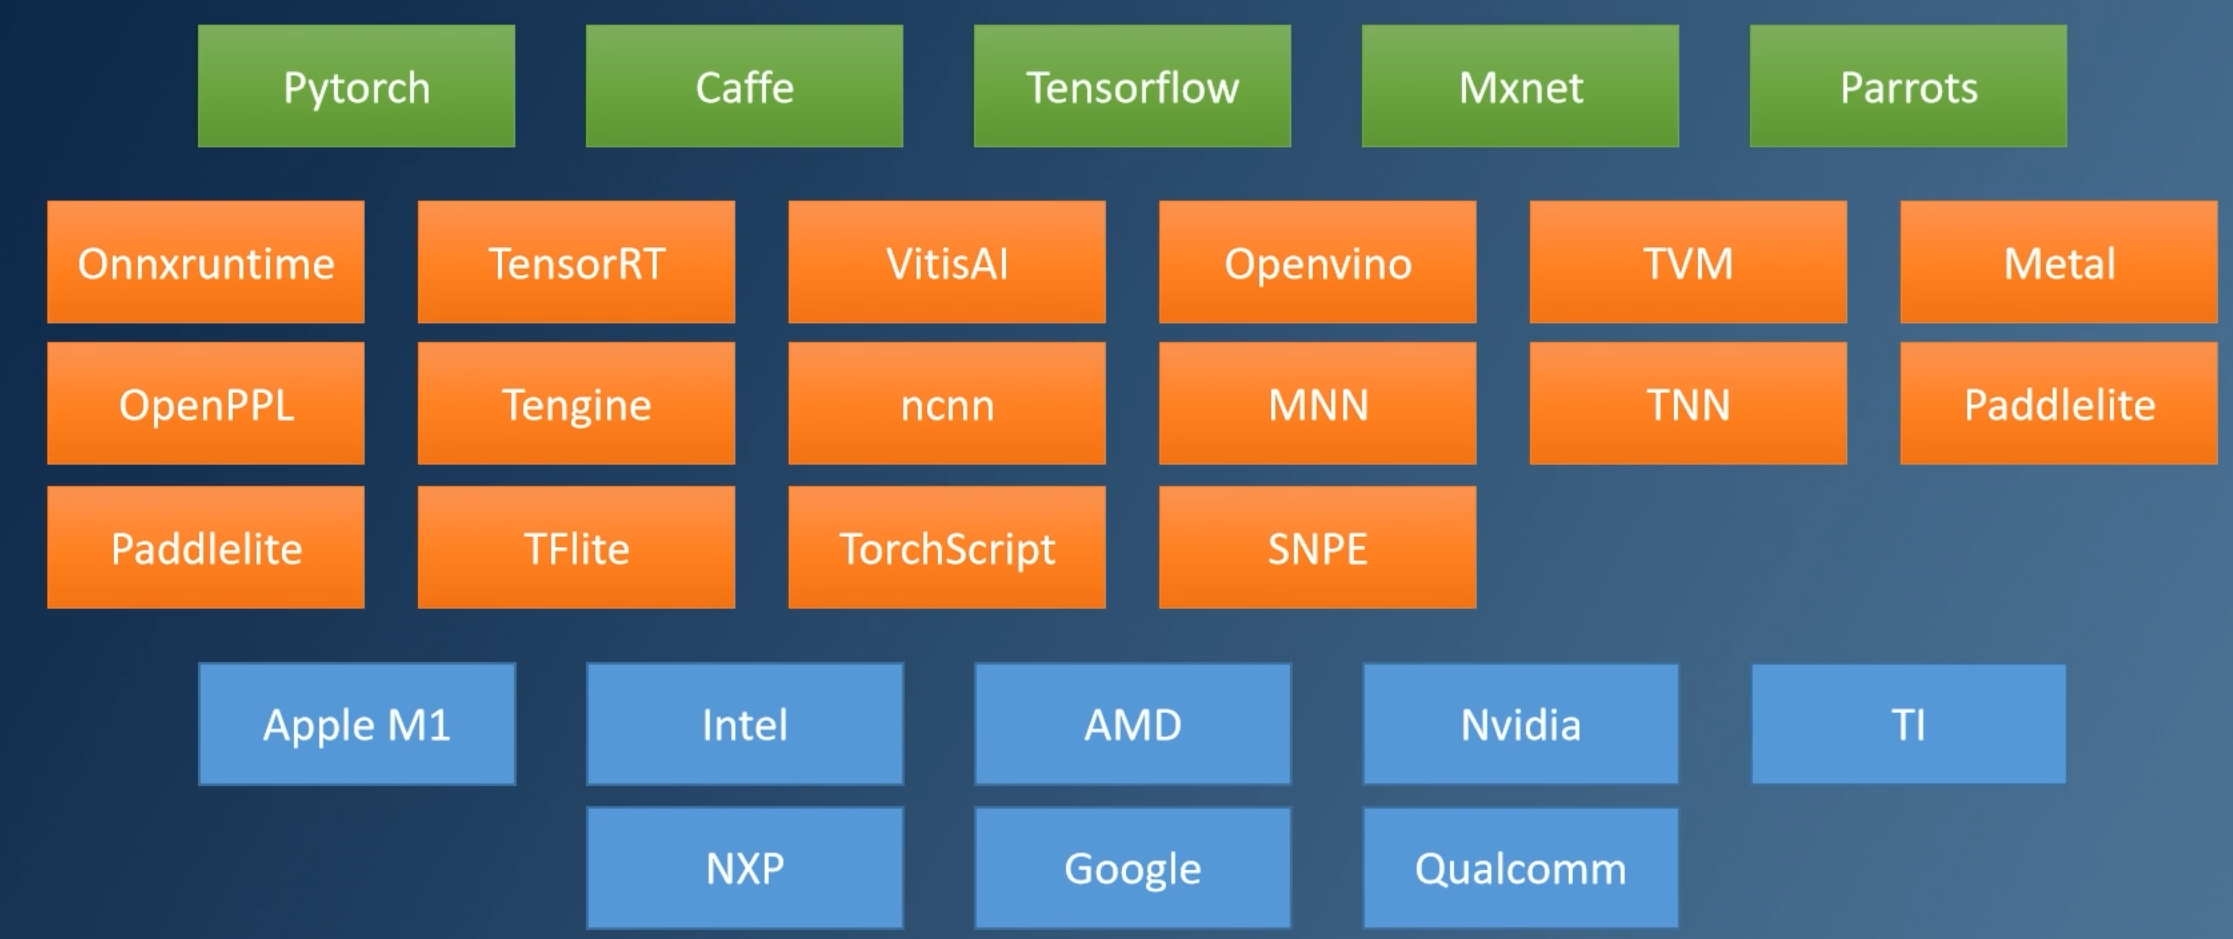 Pytorch
Caffe
Tensorflow
Mxnet
Parrots
Onnxruntime
TensorRT
VitisAI
Openvino
TVM
Metal
OpenPPL
Tengine
ncnn
MNN
TNN
Paddlelite
Paddlelite
TFlite
TorchScript
SNPE
Apple M1
Intel
AMD
Nvidia
TI
NXP
Google
Qualcomm